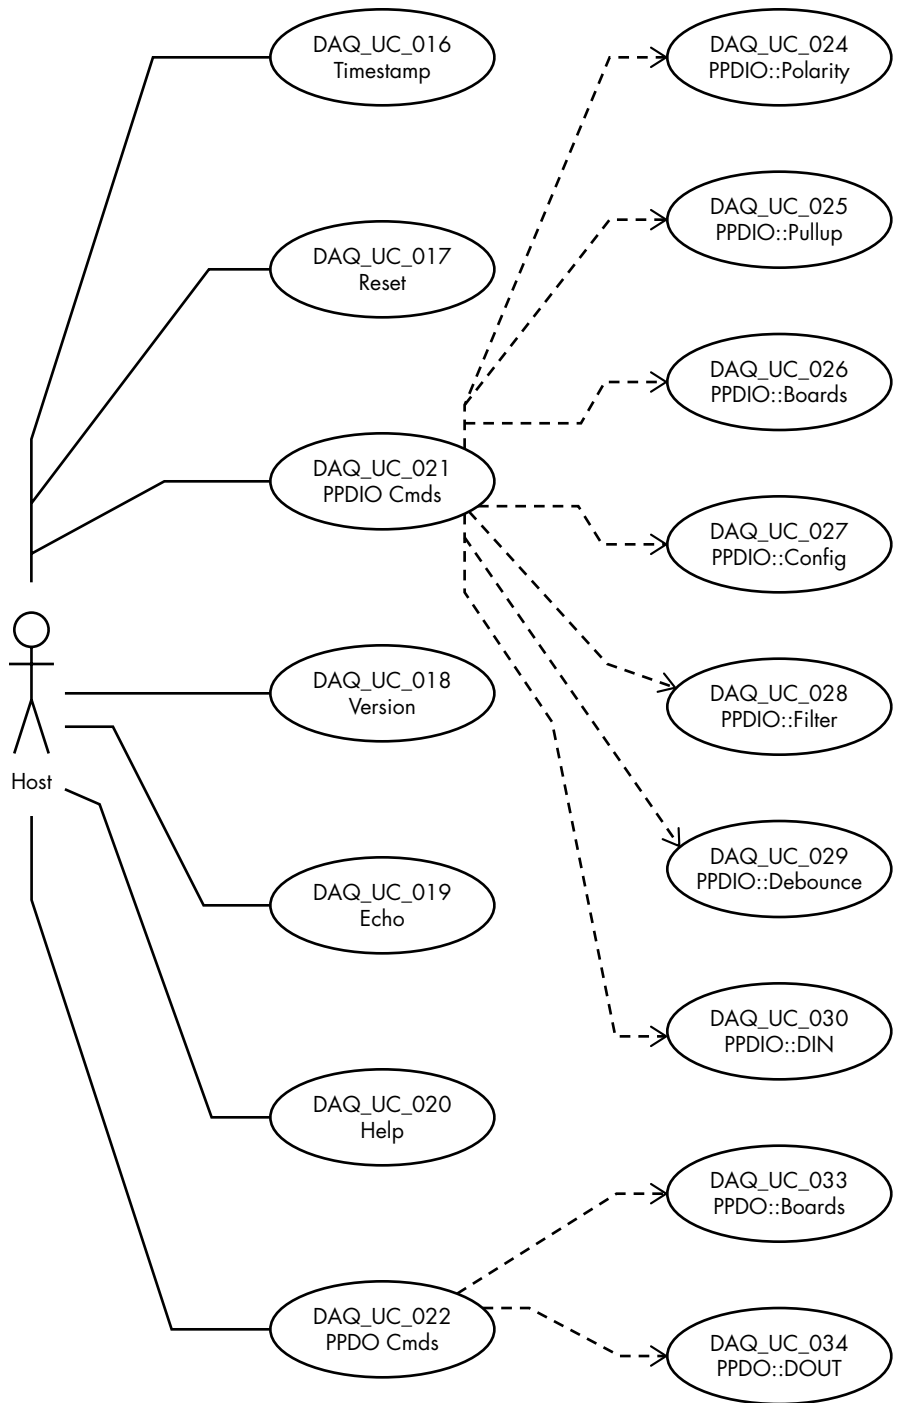 DAQ_UC_016
Timestamp
DAQ_UC_017
Reset
DAQ_UC_021
PPDIO Cmds
DAQ_UC_018
Version
Host
DAQ_UC_019
Echo
DAQ_UC_020
Help
DAQ_UC_022
PPDO Cmds
DAQ_UC_024
PPDIO::Polarity
DAQ_UC_025
PPDIO::Pullup
DAQ_UC_026
PPDIO::Boards
DAQ_UC_027
PPDIO::Config
DAQ_UC_028
PPDIO::Filter
DAQ_UC_029
PPDIO::Debounce
DAQ_UC_030
PPDIO::DIN
DAQ_UC_033
PPDO::Boards
DAQ_UC_034
PPDO::DOUT